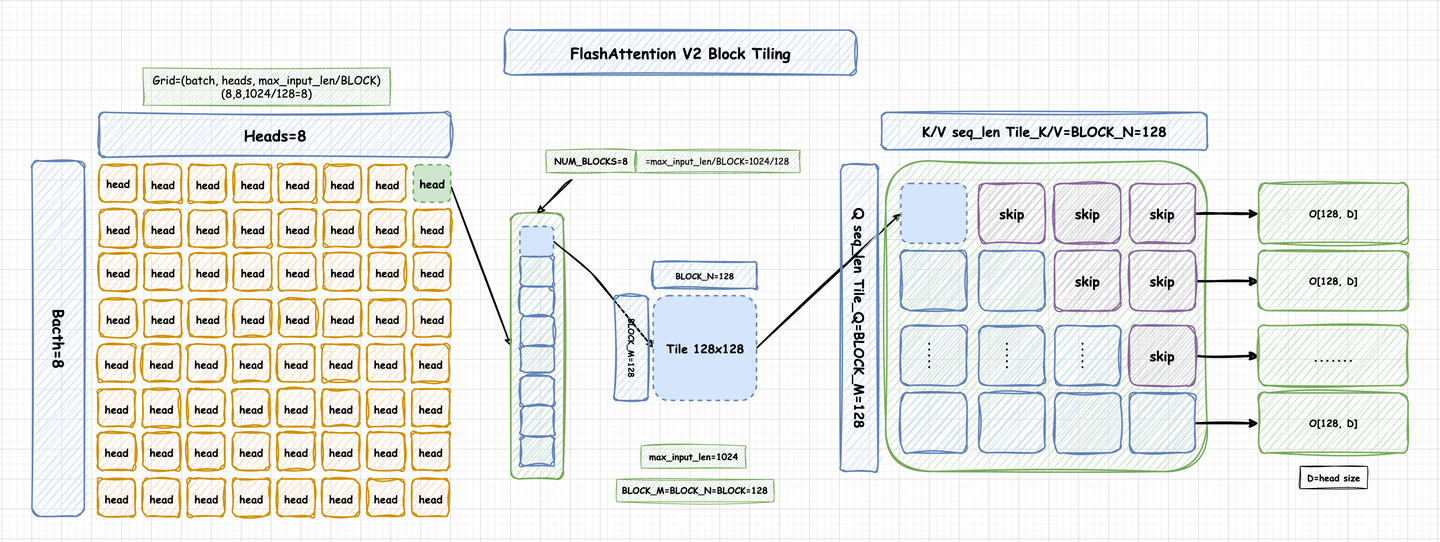 FlashAttention V2 Block Tiling
Grid=(batch, heads, max_input_len/BLOCK)
(8,8,1024/128=8)
Heads=8
Bacth=8
head head head head head head head head
head head head head head head head head
head head head head head head head head
head head head head head head head head
head head head head head head head head
head head head head head head head head
head head head head head head head head
head head head head head head head head
NUM_BLOCKS=8 =max_input_len/BLOCK=1024/128
BLOCK_N=128
BLOCK_M=128
Tile 128x128
max_input_len=1024
BLOCK_M=BLOCK_N=BLOCK=128
K/V seq_len Tile_K/V=BLOCK_N=128
Q seq_len Tile_Q=BLOCK_M=128
skip skip skip O[128, D]
skip skip O[128, D]
...... ...... ...... skip .......
O[128, D]
D=head size